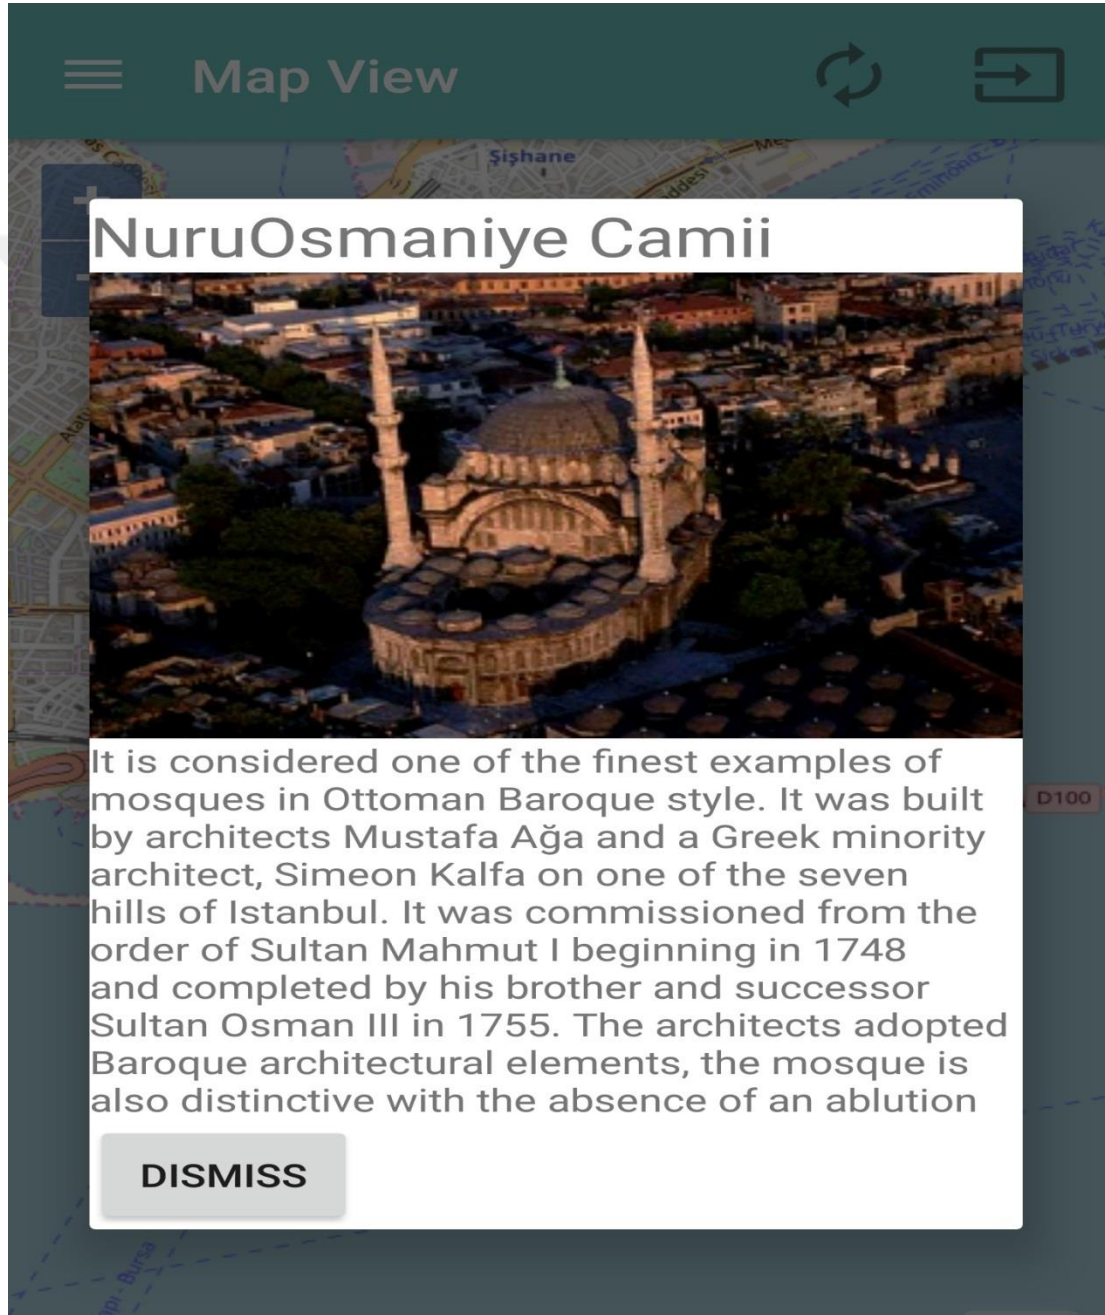 Map View
Şişhane
NuruOsmaniye Camii
It is considered one of the finest examples of
mosques in Ottoman Baroque style. It was built
by architects Mustafa Ağa and a Greek minority
architect, Simeon Kalfa on one of the seven
hills of Istanbul. It was commissioned from the
order of Sultan Mahmut I beginning in 1748
and completed by his brother and successor
Sultan Osman III in 1755. The architects adopted
Baroque architectural elements, the mosque is
also distinctive with the absence of an ablution
D100
DISMISS
Bursa